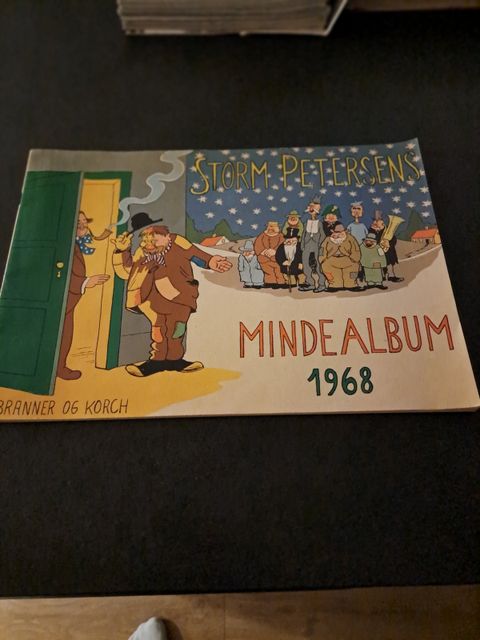 STORM PETERSENS
MINDEALBUM
1968
BRANNER OG KORCH